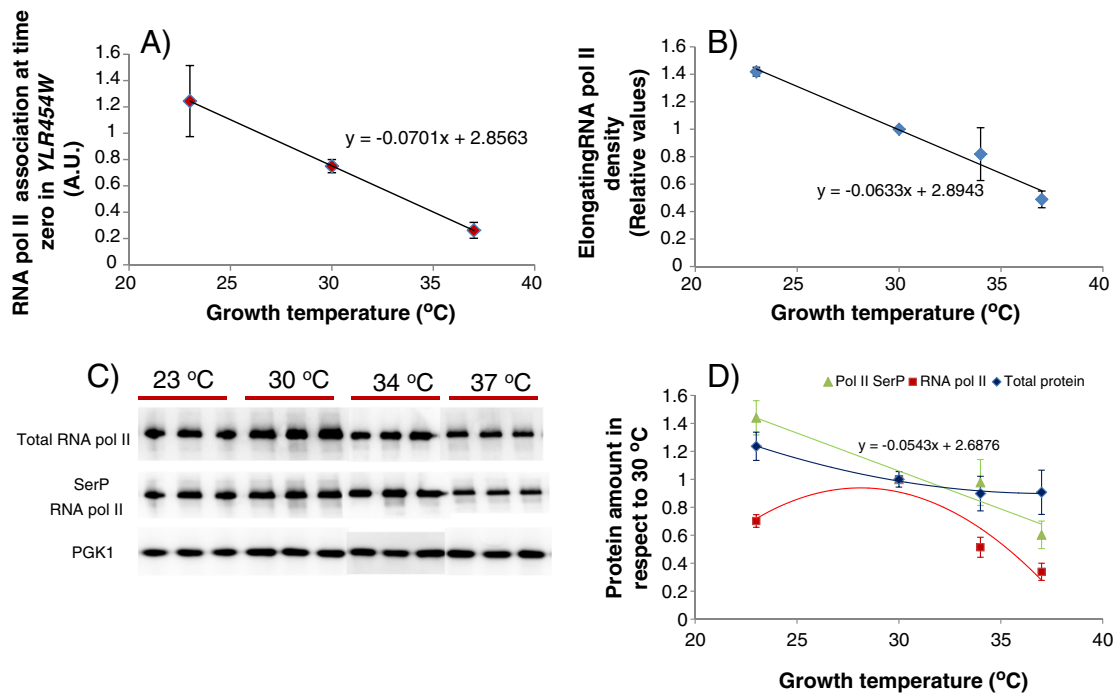 A)
RNA pol II association at time
zero in YLR454W
(A.U.)
1.6
1.4
1.2
1
0.8
0.6
0.4
0.2
0
y = -0.0701x + 2.8563
20
25
30
35
40
Growth temperature (ºC)
B)
ElongatingRNA pol II
density
(Relative values)
1.6
1.4
1.2
1
0.8
0.6
0.4
0.2
0
y = -0.0633x + 2.8943
20
25
30
35
40
Growth temperature (ºC)
C)
23 ºC
30 ºC
34 ºC
37 ºC
Total RNA pol II
SerP
RNA pol II
PGK1
D)
Pol II SerP
RNA pol II
Total protein
Protein amount in
respect to 30 ºC
1.6
1.4
1.2
1
0.8
0.6
0.4
0.2
0
y = -0.0543x + 2.6876
20
25
30
35
40
Growth temperature (ºC)